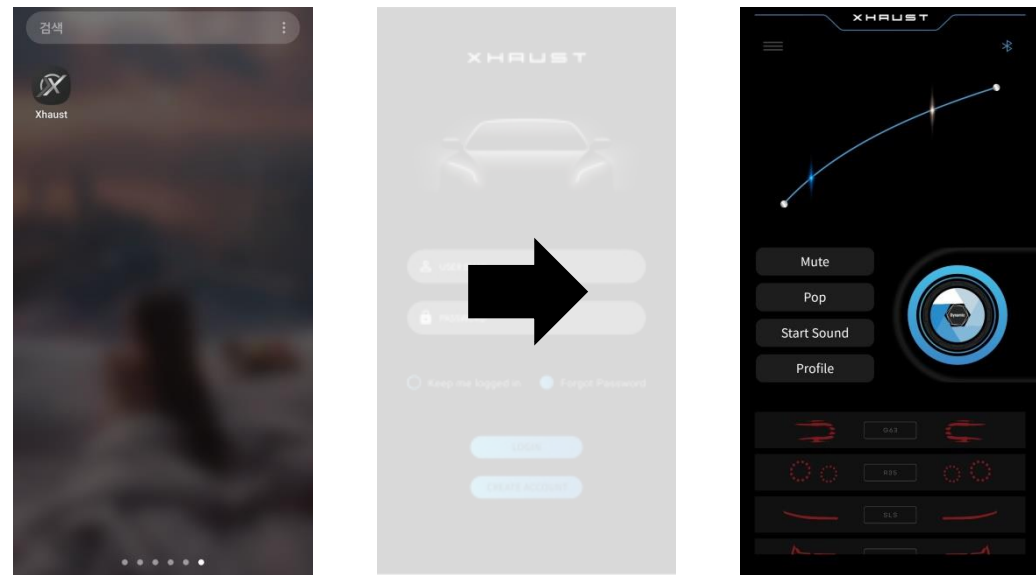 검색
Xhaust
XHAUST
Keep me logged in
Forgot Password
LOGIN
CREATE ACCOUNT
XHAUST
Mute
Pop
Start Sound
Profile
Dynamic